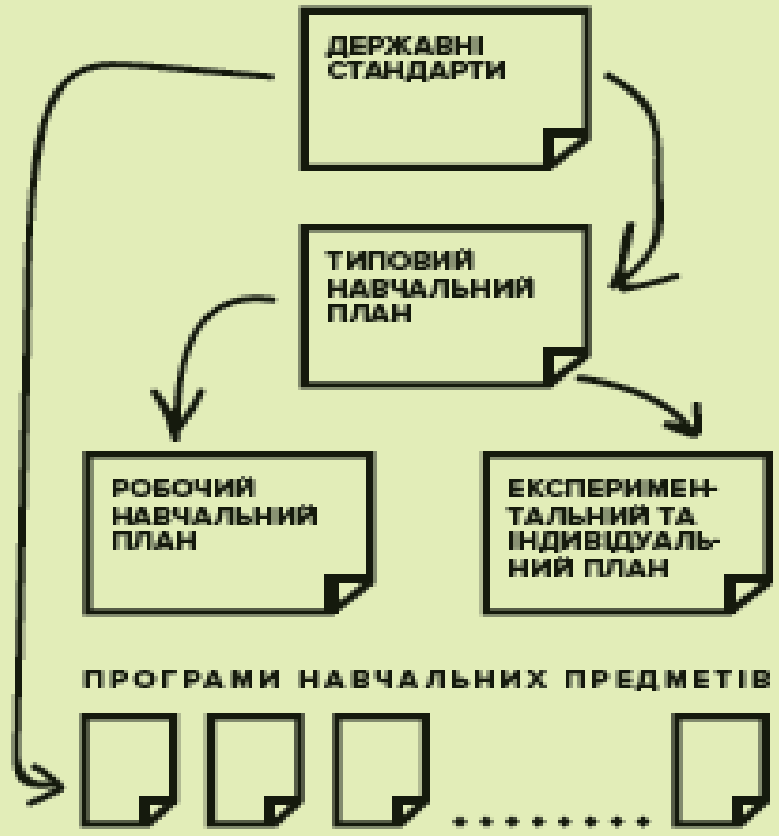 ДЕРЖАВНІ
СТАНДАРТИ
ТИПОВИЙ
НАВЧАЛЬНИЙ
ПЛАН
РОБОЧИЙ
НАВЧАЛЬНИЙ
ПЛАН
ЕКСПЕРИМЕН-
ТАЛЬНИЙ ТА
ІНДИВІДУАЛЬ-
НИЙ ПЛАН
ПРОГРАМИ НАВЧАЛЬНИХ ПРЕДМЕТІВ